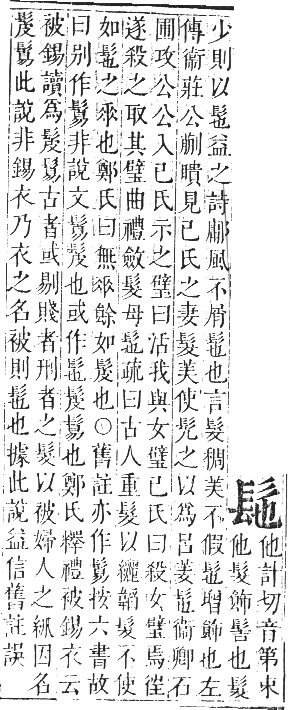 髢
他計切音第束
他髮飾髻也髮
少則以髢益之詩鄘風不屑髢也言髮稠美不假髢增飾也左
傳衞莊公蒯聵見己氏之妻髮美使髡之以爲呂姜髢衞卿石
圃攻公公入己氏示之璧曰活我與女璧己氏曰殺女璧焉徃
遂殺之取其璧曲禮斂髮毋髢疏曰古人重髮以纚韜髮不使
如髢之𠂹也鄭氏曰無𠂹餘如髮也○舊註亦作鬄按六書故
曰别作鬄非說文鬄髲也或作髢髲鬄也鄭氏釋禮被錫衣云
被錫讀爲髲鬄古者或剔賤者刑者之髮以被婦人之紒因名
髲鬄此說非錫衣乃衣之名被則髢也據此說益信舊註誤